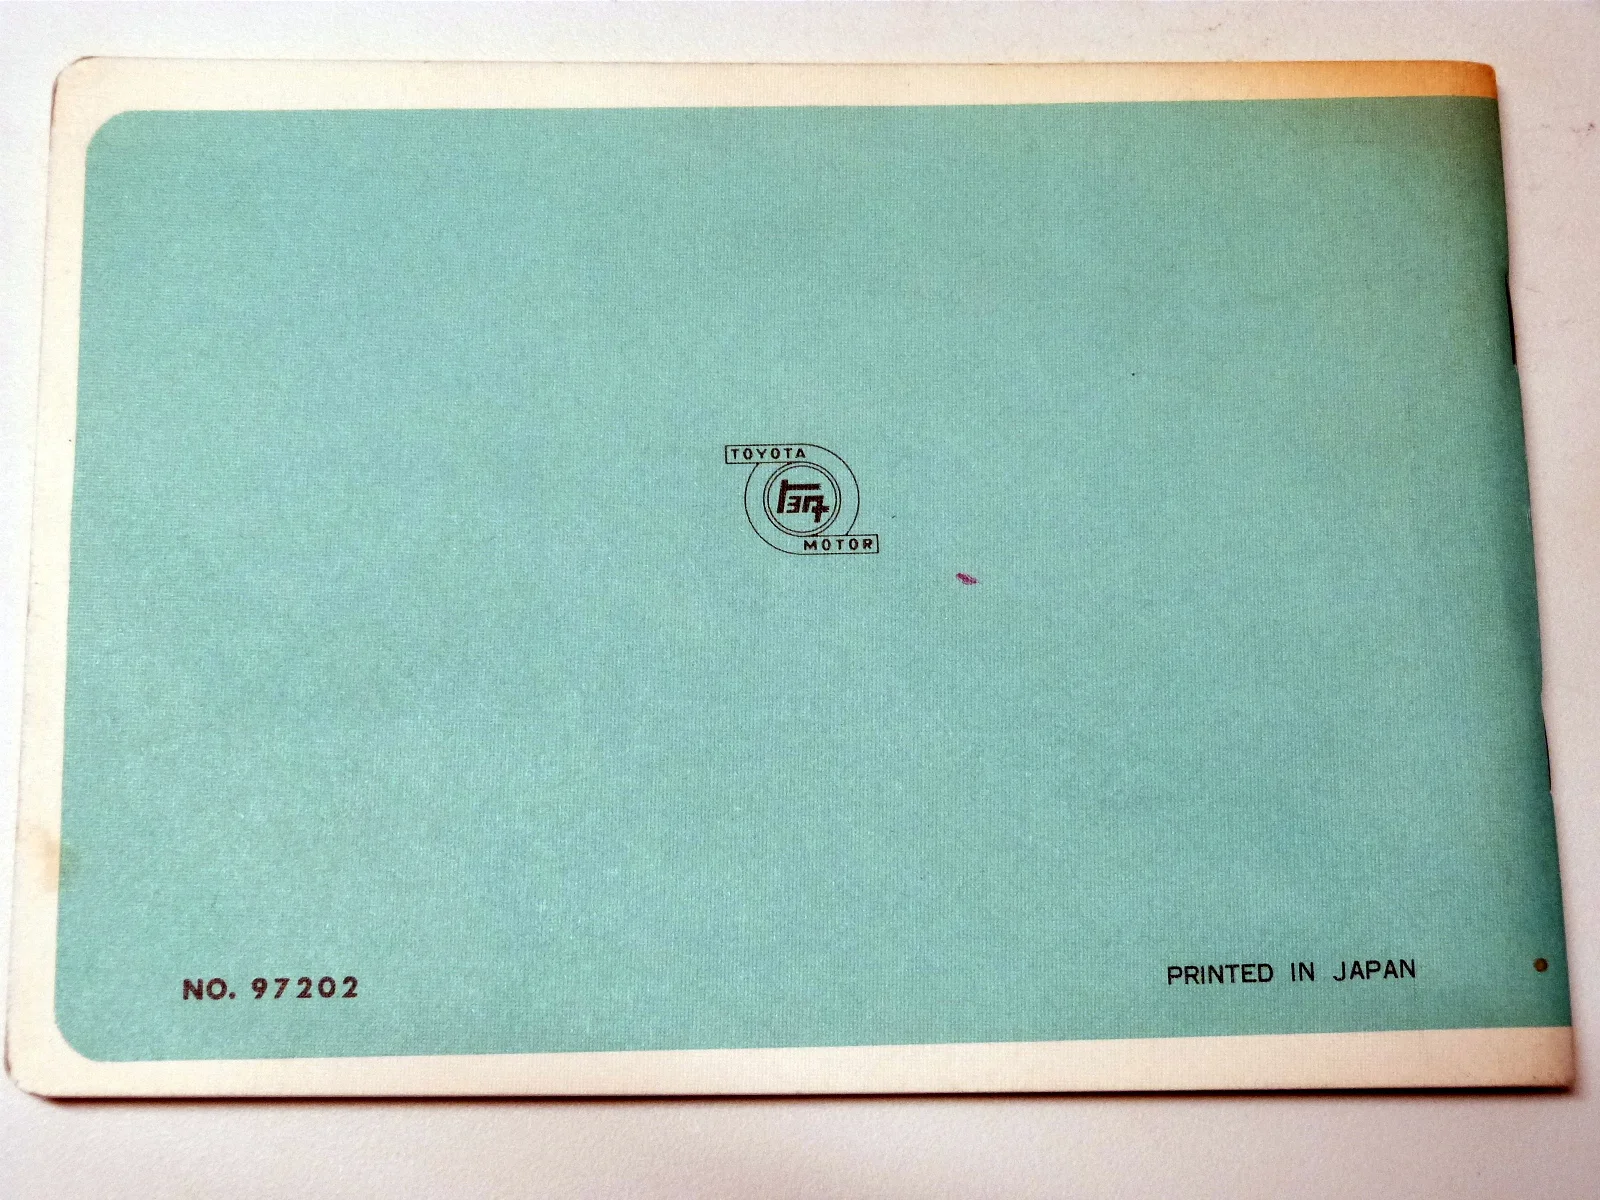 TOYOTA
トヨタ
MOTOR
NO. 97202
PRINTED IN JAPAN